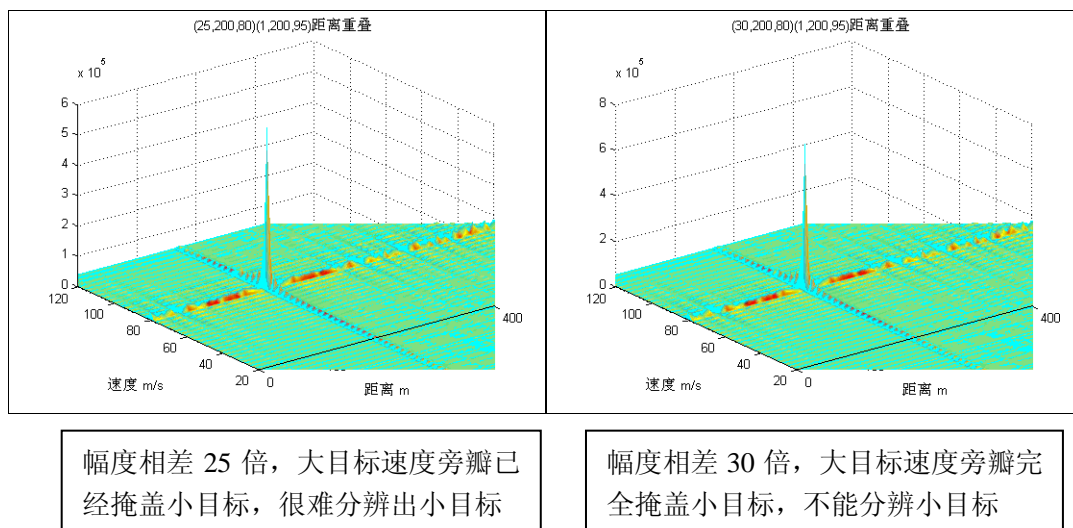 (25,200,80)(1,200,95)距离重叠
x 10^5
6
5
4
3
2
1
0
120
100
80
60
40
20
0
400
速度 m/s
距离 m
(30,200,80)(1,200,95)距离重叠
x 10^5
8
6
4
2
0
120
100
80
60
40
20
0
400
速度 m/s
距离 m
幅度相差 25 倍，大目标速度旁瓣已
经掩盖小目标，很难分辨出小目标
幅度相差 30 倍，大目标速度旁瓣完
全掩盖小目标，不能分辨小目标